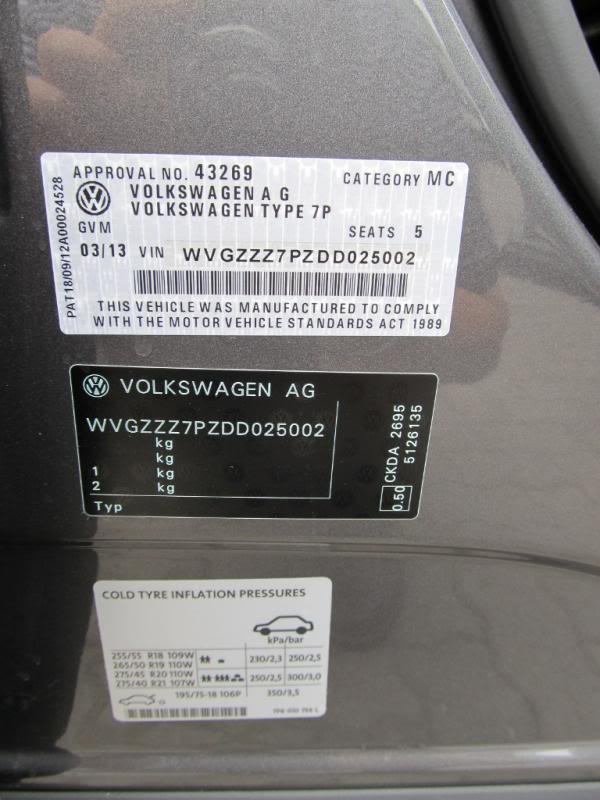 APPROVAL NO. 43269 CATEGORY MC
VOLKSWAGEN A G
VOLKSWAGEN TYPE 7P
GVM SEATS 5
03/13 VIN WVGZZZ7PZDD025002
THIS VEHICLE WAS MANUFACTURED TO COMPLY
WITH THE MOTOR VEHICLE STANDARDS ACT 1989
PAT18/09/12A00024528
VOLKSWAGEN AG
WVGZZZ7PZDD025002
kg
kg
1 kg
2 kg
Typ
0.50 CKDA 2695
5126135
COLD TYRE INFLATION PRESSURES
kPa/bar
255/55 R18 109W
265/50 R19 110W 230/2,3 250/2,5
275/45 R20 110W
275/40 R21 107W 250/2,5 300/3,0
195/75-18 106P 350/3,5